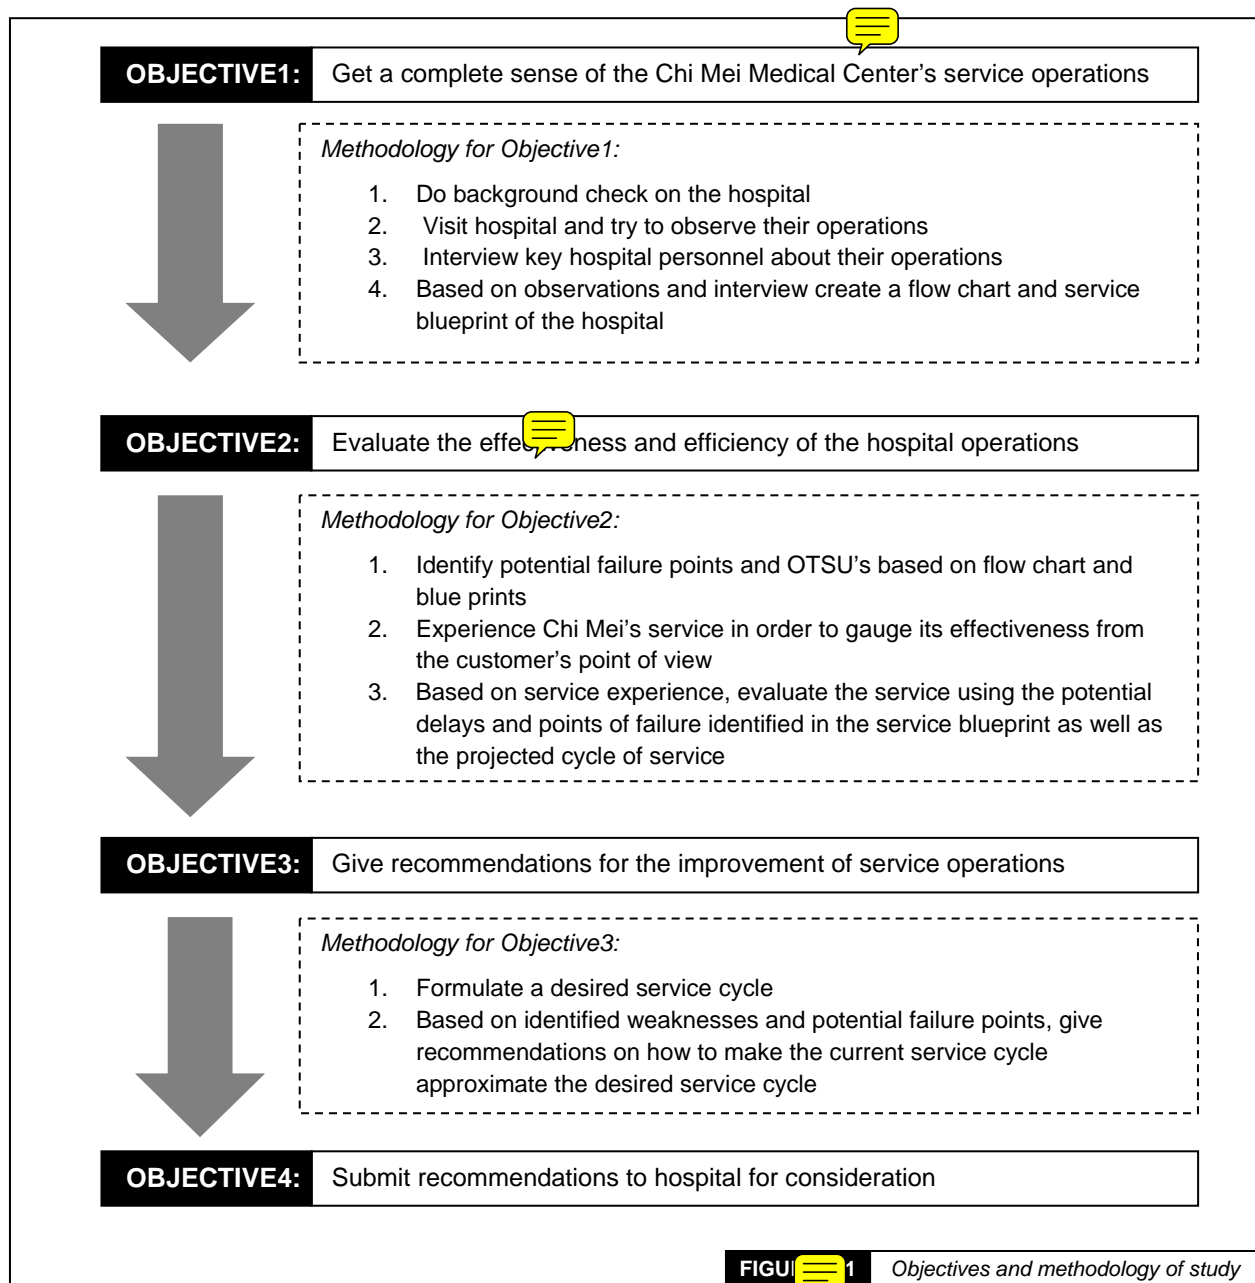 OBJECTIVE1: Get a complete sense of the Chi Mei Medical Center's service operations
Methodology for Objective1:
1. Do background check on the hospital
2. Visit hospital and try to observe their operations
3. Interview key hospital personnel about their operations
4. Based on observations and interview create a flow chart and service
blueprint of the hospital
OBJECTIVE2: Evaluate the effectiveness and efficiency of the hospital operations
Methodology for Objective2:
1. Identify potential failure points and OTSU's based on flow chart and
blue prints
2. Experience Chi Mei's service in order to gauge its effectiveness from
the customer's point of view
3. Based on service experience, evaluate the service using the potential
delays and points of failure identified in the service blueprint as well as
the projected cycle of service
OBJECTIVE3: Give recommendations for the improvement of service operations
Methodology for Objective3:
1. Formulate a desired service cycle
2. Based on identified weaknesses and potential failure points, give
recommendations on how to make the current service cycle
approximate the desired service cycle
OBJECTIVE4: Submit recommendations to hospital for consideration
1 Objectives and methodology of study